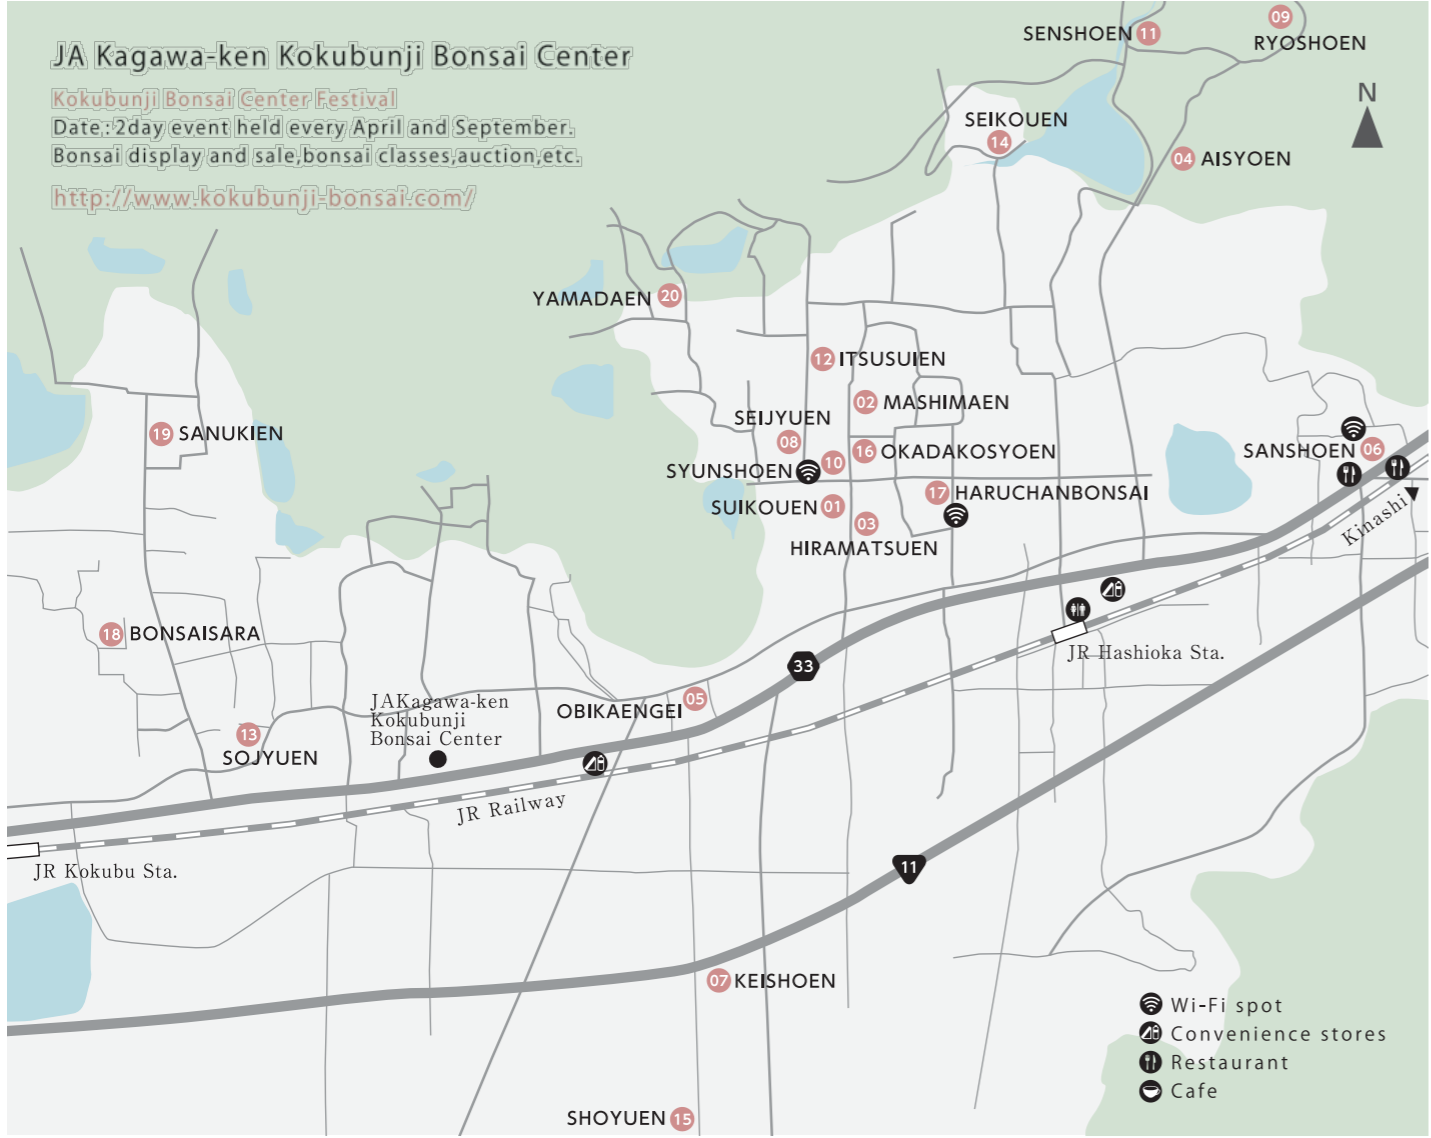 JA Kagawa-ken Kokubunji Bonsai Center
Kokubunji Bonsai Center Festival
Date:2day event held every April and September.
Bonsai display and sale,bonsai classes,auction,etc.
http://www.kokubunji-bonsai.com/
SENSHOEN 11
09
RYOSHOEN
N
SEIKOUEN
14
04 AISYOEN
YAMADAEN 20
12 ITSUSUIEN
02 MASHIMAEN
SEIJYUEN
08
19 SANUKIEN
16 OKADAKOSYOEN
SANSHOEN 06
SYUNSHOEN 10
17 HARUCHANBONSAI
SUIKOUEN 01
03
HIRAMATSUEN
Kinashi
18 BONSAISARA
JR Hashioka Sta.
33
JAKagawa-ken
Kokubunji
Bonsai Center
05
OBIKAENGEI
13
SOJYUEN
JR Railway
JR Kokubu Sta.
11
07 KEISHOEN
Wi-Fi spot
Convenience stores
Restaurant
Cafe
SHOYUEN 15